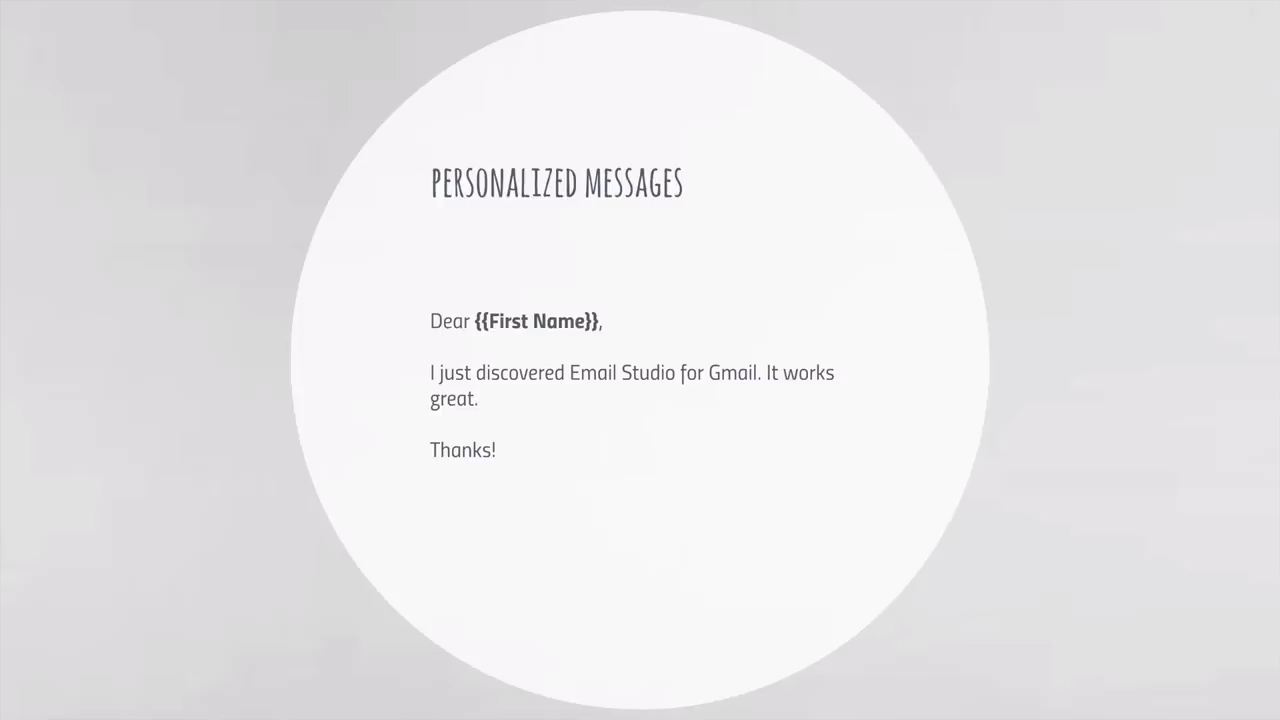 PERSONALIZED MESSAGES
Dear {{First Name}},
I just discovered Email Studio for Gmail. It works
great.
Thanks!